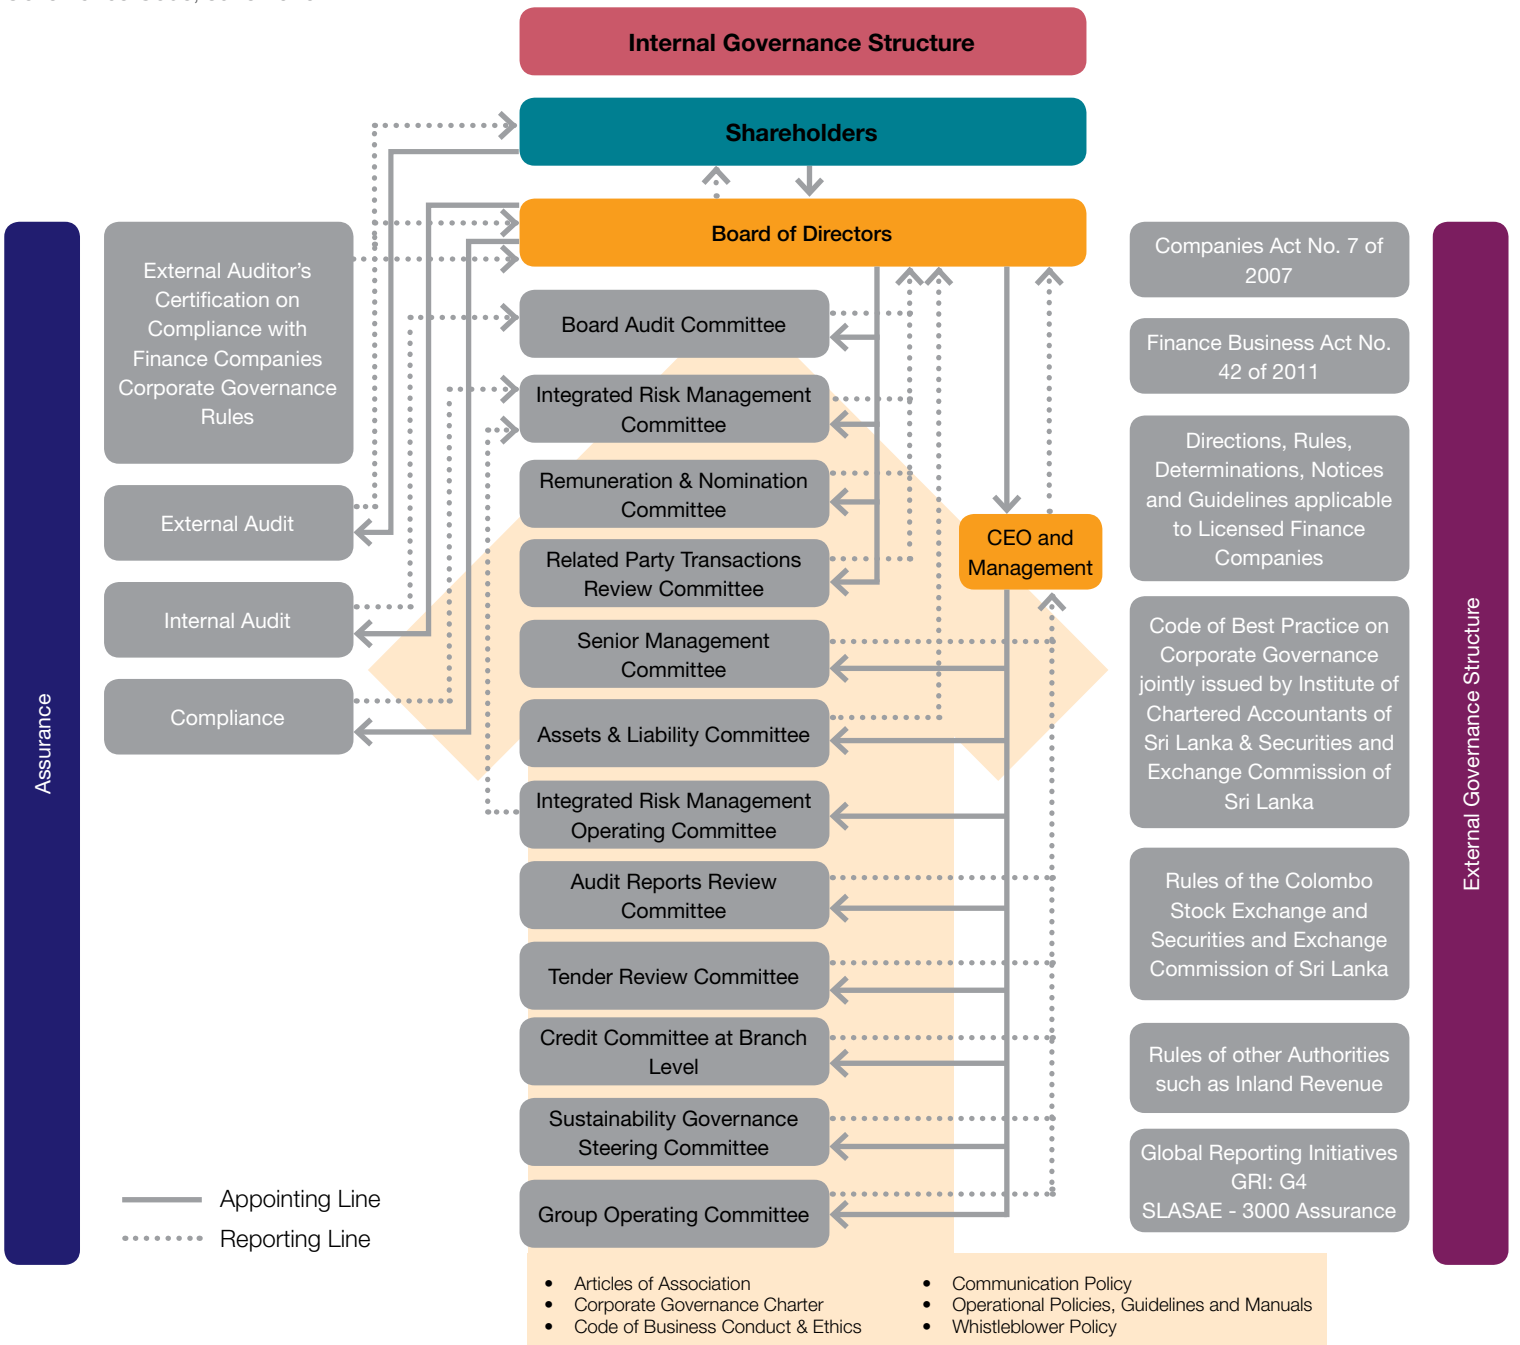 Internal Governance Structure
Shareholders
Board of Directors
Assurance
External Auditor's
Certification on
Compliance with
Finance Companies
Corporate Governance
Rules
External Audit
Internal Audit
Compliance
Board Audit Committee
Integrated Risk Management
Committee
Remuneration & Nomination
Committee
Related Party Transactions
Review Committee
Senior Management
Committee
Assets & Liability Committee
Integrated Risk Management
Operating Committee
Audit Reports Review
Committee
Tender Review Committee
Credit Committee at Branch
Level
Sustainability Governance
Steering Committee
Group Operating Committee
CEO and
Management
Companies Act No. 7 of
2007
Finance Business Act No.
42 of 2011
Directions, Rules,
Determinations, Notices
and Guidelines applicable
to Licensed Finance
Companies
Code of Best Practice on
Corporate Governance
jointly issued by Institute of
Chartered Accountants of
Sri Lanka & Securities and
Exchange Commission of
Sri Lanka
Rules of the Colombo
Stock Exchange and
Securities and Exchange
Commission of Sri Lanka
Rules of other Authorities
such as Inland Revenue
Global Reporting Initiatives
GRI: G4
SLASAE - 3000 Assurance
External Governance Structure
Appointing Line
Reporting Line
• Articles of Association
• Corporate Governance Charter
• Code of Business Conduct & Ethics
• Communication Policy
• Operational Policies, Guidelines and Manuals
• Whistleblower Policy